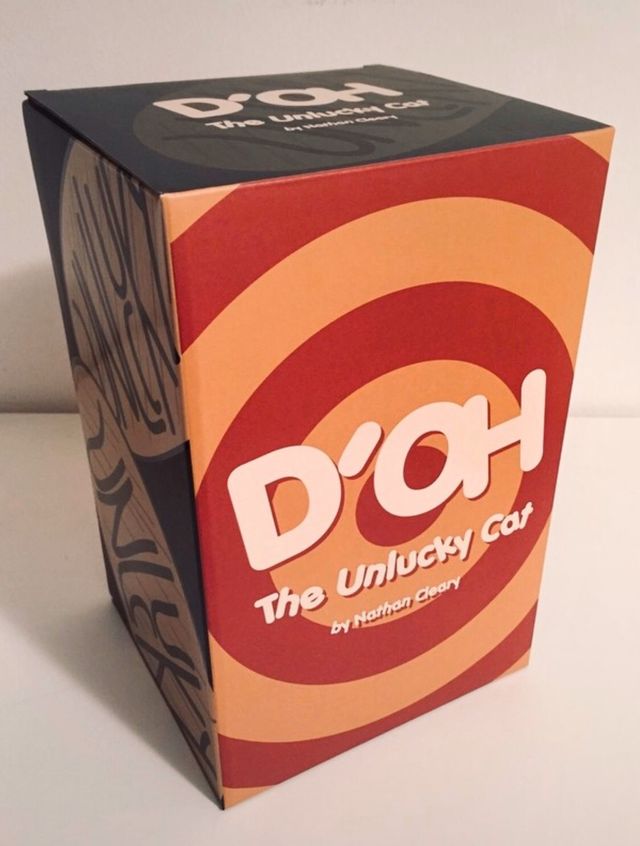 D'OH
The Unlucky Cat
by Nathan Cleary
D'OH
The Unlucky Cat
by Nathan Cleary